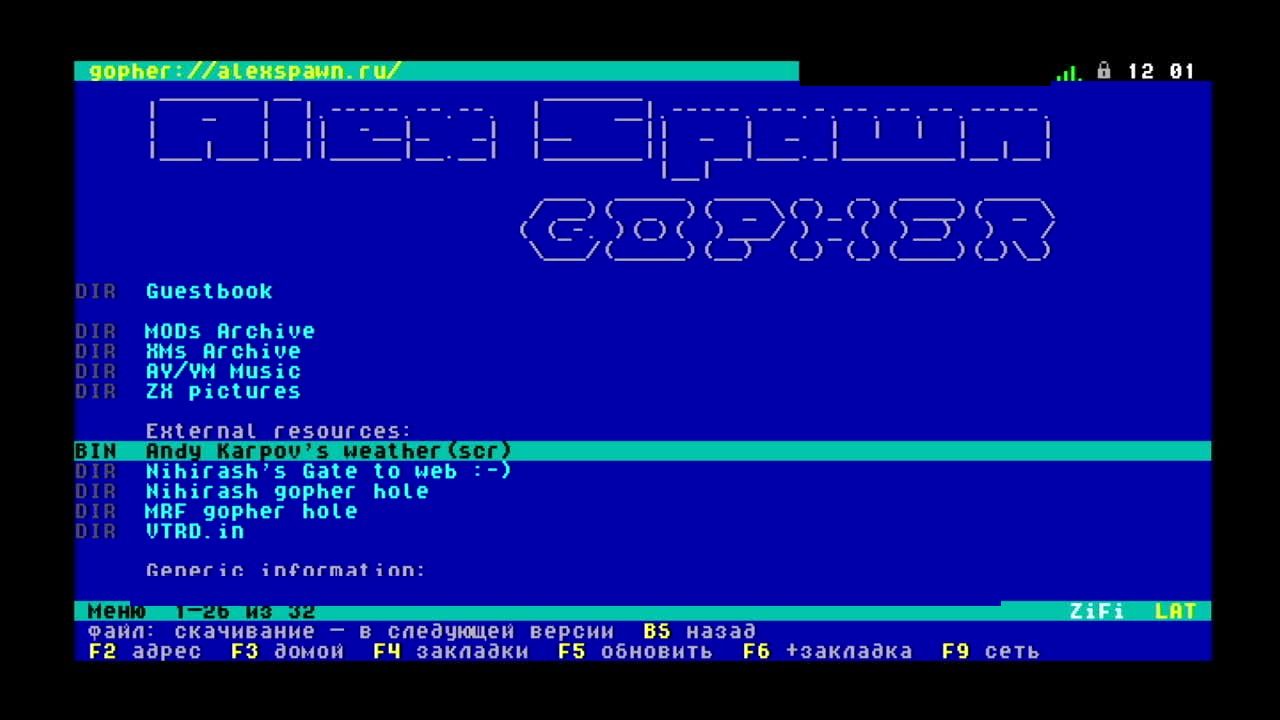 gopher://alexspawn.ru/ 12 01
Alex Spawn
GOPHER
DIR Guestbook
DIR MODs Archive
DIR XMs Archive
DIR AY/YM Music
DIR ZX pictures
External resources:
BIN Andy Karpov's weather(scr)
DIR Nihirash's Gate to web :-)
DIR Nihirash gopher hole
DIR MRF gopher hole
DIR VTRD.in
Generic information:
Меню 1-26 из 32 ZiFi LAT
файл: скачивание – в следующей версии BS назад
F2 адрес F3 домой F4 закладки F5 обновить F6 +закладка F9 сеть